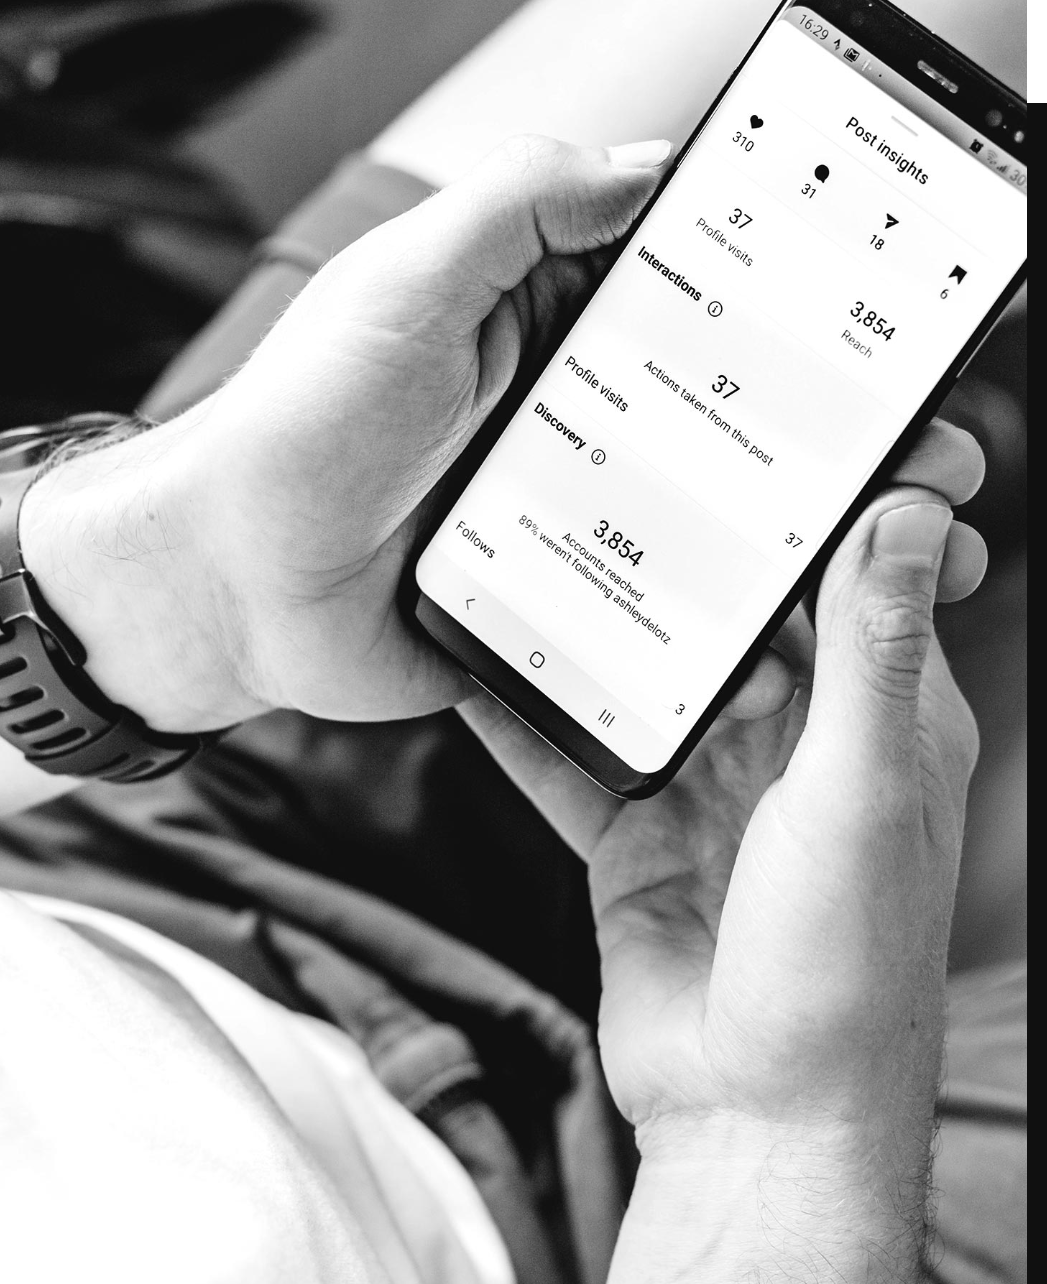 16:29
30
Post insights
310
31
18
6
37
Profile visits
3,854
Reach
Interactions
37
Actions taken from this post
Profile visits
37
Discovery
3,854
Accounts reached
89% weren't following ashleydelotz
Follows
3